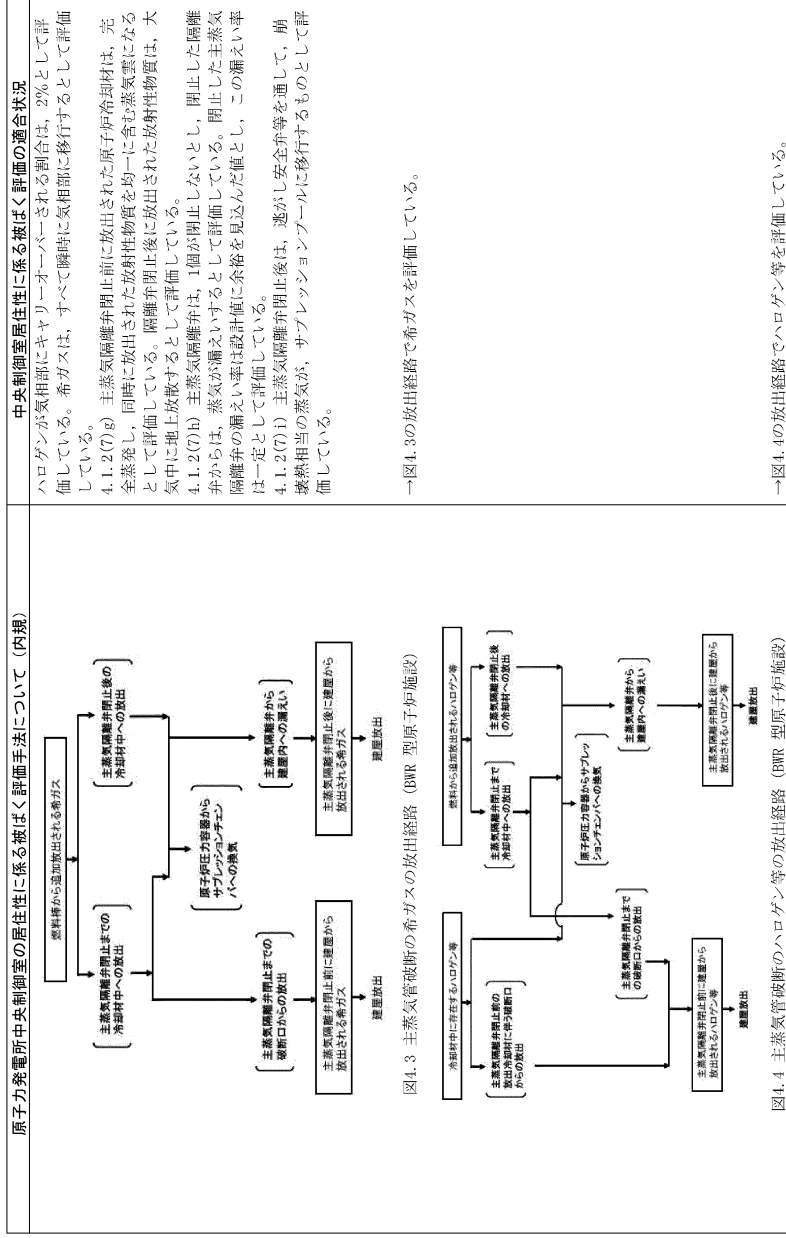 原子力発電所中央制御室の居住性に係る被ばく評価手法について（内規）
燃料棒から追加放出される希ガス
主蒸気隔離弁閉止までの
冷却材中への放出
主蒸気隔離弁閉止後の
冷却材中への放出
原子炉圧力容器から
サプレッションチェン
バへの換気
主蒸気隔離弁閉止までの
破断口からの放出
主蒸気隔離弁から
建屋内への漏えい
主蒸気隔離弁閉止前に建屋から
放出される希ガス
主蒸気隔離弁閉止後に建屋から
放出される希ガス
建屋放出
建屋放出
図4.3 主蒸気管破断の希ガスの放出経路（BWR 型原子炉施設）
冷却材中に存在するハロゲン等
燃料から追加放出されるハロゲン等
主蒸気隔離弁閉止前の
放出冷却材に伴う破断口
からの放出
主蒸気隔離弁閉止まで
冷却材中への放出
主蒸気隔離弁閉止後
の冷却材への放出
原子炉圧力容器からサプレッ
ションチェンバへの換気
主蒸気隔離弁閉止まで
の破断口からの放出
主蒸気隔離弁から
建屋内への漏えい
主蒸気隔離弁閉止前に建屋から
放出されるハロゲン等
主蒸気隔離弁閉止後に建屋から
放出されるハロゲン等
建屋放出
建屋放出
図4.4 主蒸気管破断のハロゲン等の放出経路（BWR 型原子炉施設）
中央制御室居住性に係る被ばく評価の適合状況
ハロゲンが気相部にキャリーオーバーされる割合は，2%として評
価している。希ガスは，すべて瞬時に気相部に移行するとして評価
している。
4.1.2(7)g) 主蒸気隔離弁閉止前に放出された原子炉冷却材は，完
全蒸発し，同時に放出された放射性物質を均一に含む蒸気雲になる
として評価している。隔離弁閉止後に放出された放射性物質は，大
気中に地上放散するとして評価している。
4.1.2(7)h) 主蒸気隔離弁は，1個が閉止しないとし，閉止した隔離
弁からは，蒸気が漏えいするとして評価している。閉止した主蒸気
隔離弁の漏えい率は設計値に余裕を見込んだ値とし，この漏えい率
は一定として評価している。
4.1.2(7)i) 主蒸気隔離弁閉止後は，逃がし安全弁等を通して，崩
壊熱相当の蒸気が，サプレッションプールに移行するものとして評
価している。
→図4.3の放出経路で希ガスを評価している。
→図4.4の放出経路でハロゲン等を評価している。